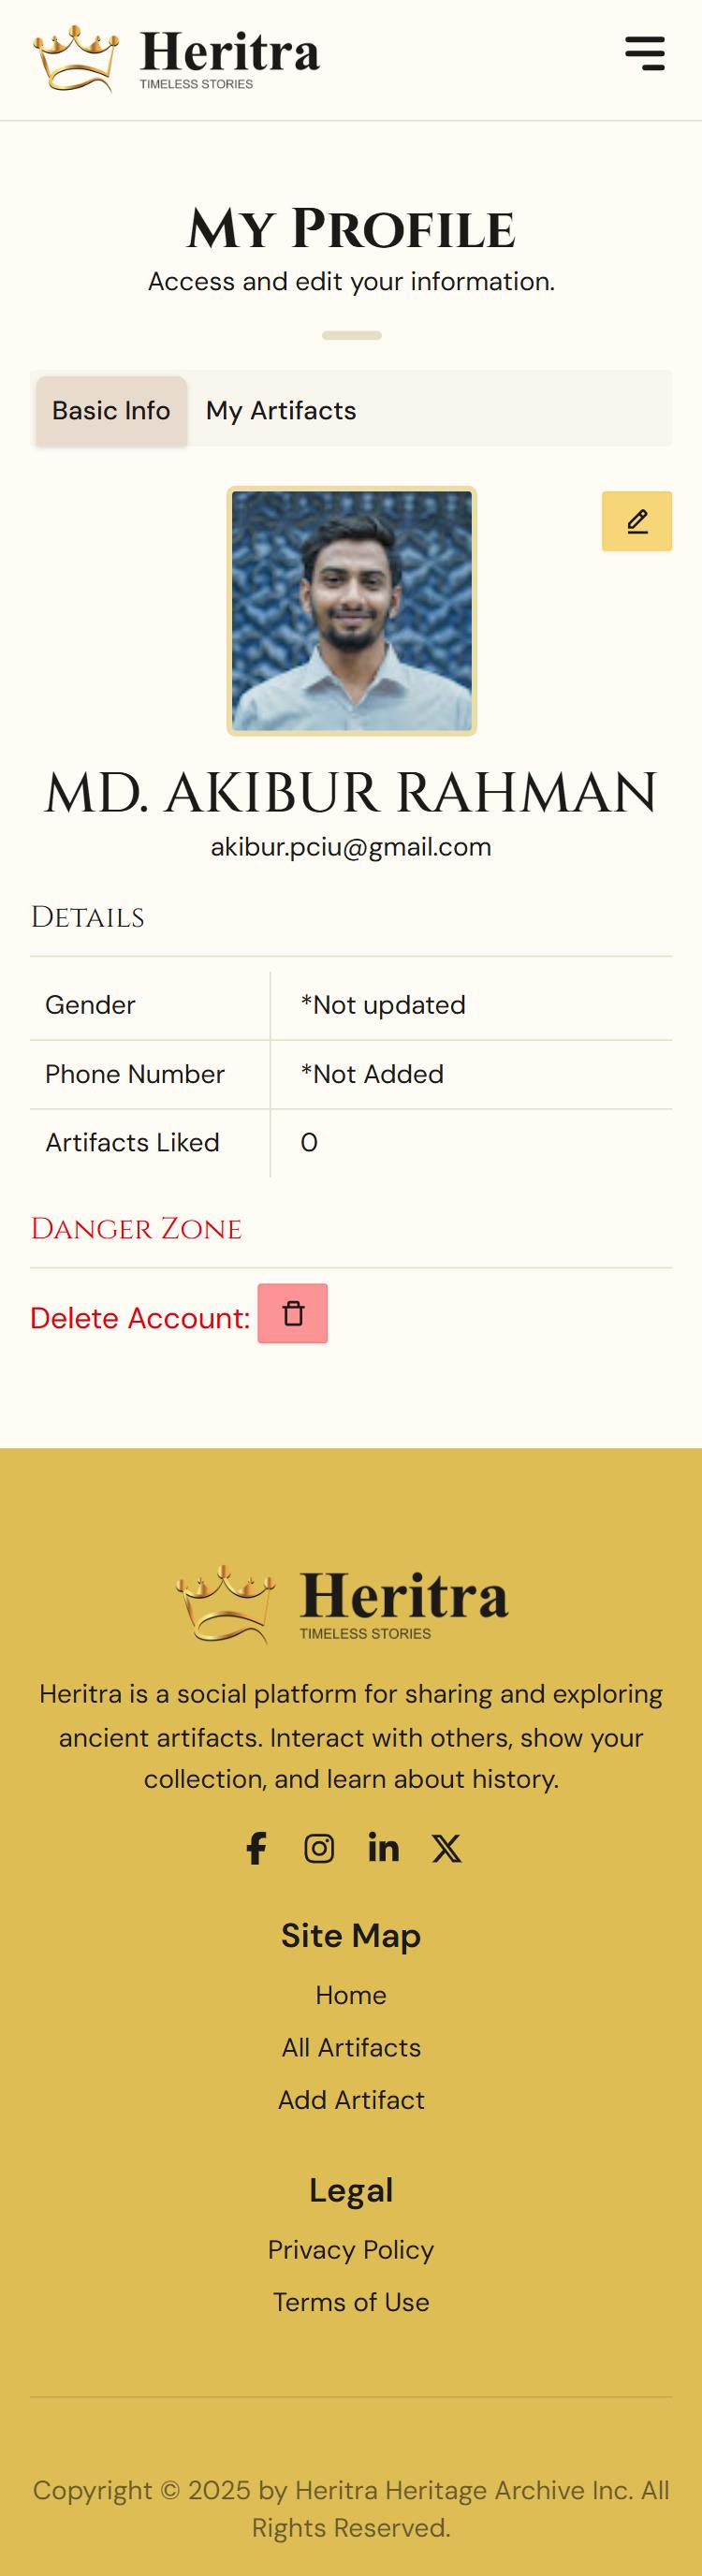 Heritra
TIMELESS STORIES
My Profile
Access and edit your information.
Basic Info My Artifacts
MD. AKIBUR RAHMAN
akibur.pciu@gmail.com
Details
Gender *Not updated
Phone Number *Not Added
Artifacts Liked 0
Danger Zone
Delete Account:
Heritra
TIMELESS STORIES
Heritra is a social platform for sharing and exploring
ancient artifacts. Interact with others, show your
collection, and learn about history.
Site Map
Home
All Artifacts
Add Artifact
Legal
Privacy Policy
Terms of Use
Copyright © 2025 by Heritra Heritage Archive Inc. All
Rights Reserved.